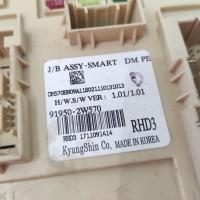 J/B ASSY-SMART DM PE
H/W.S/W VER: 1.01/1.01
91950-2W570
RHD3
RHD3 1711091414
KyungShin Co, MADE IN KOREA